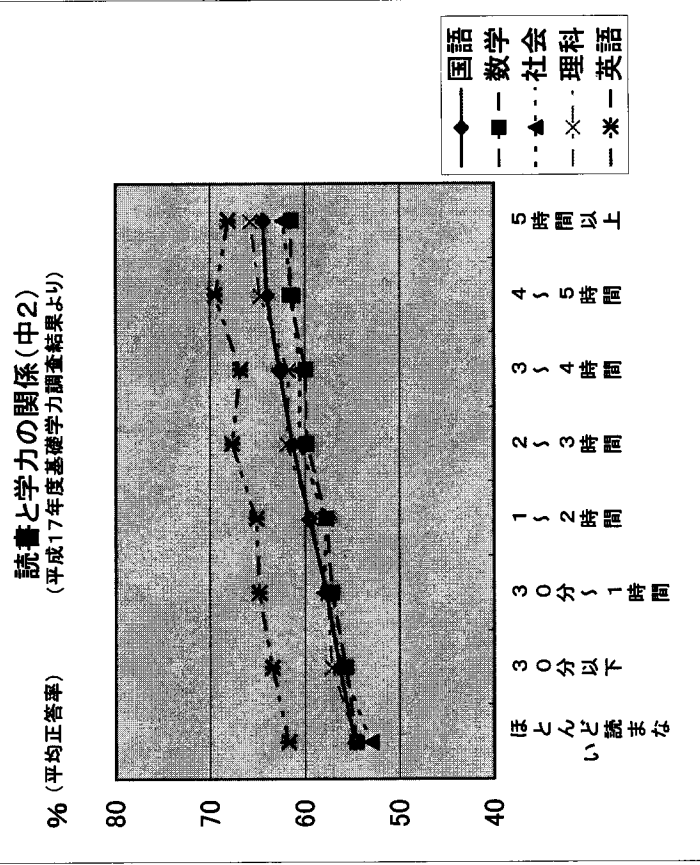 読書と学力の関係(中2)
(平成17年度基礎学力調査結果より)
% (平均正答率)
80
70
60
50
40
ほとんど読まな
い
30分以下
30分～1時間
1～2時間
2～3時間
3～4時間
4～5時間
5時間以上
国語
数学
社会
理科
英語